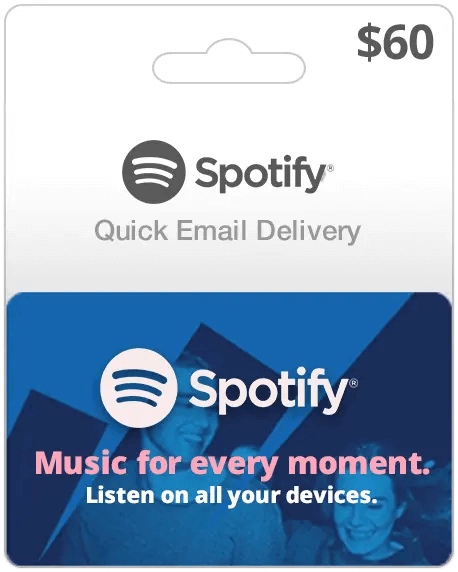 $60
Spotify®
Quick Email Delivery
Spotify®
Music for every moment.
Listen on all your devices.